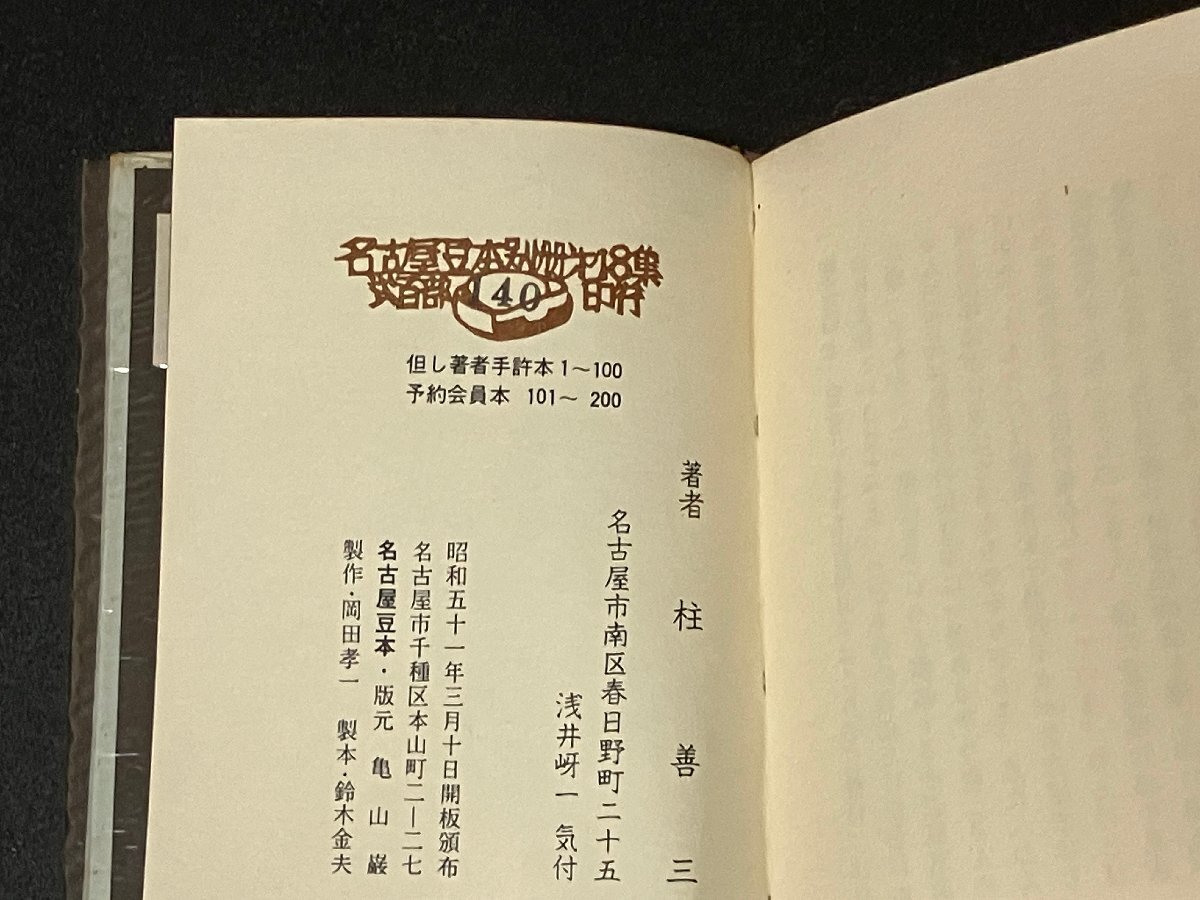 名古屋豆本別冊才18集
弐百部 140 印行
但し著者手許本 1〜100
予約会員本 101〜 200
著者 柱 善 三
名古屋市南区春日野町二十五
浅井岈一 気付
昭和五十一年三月十日開板頒布
名古屋市千種区本山町二—二七
名古屋豆本・版元 亀 山 巌
製作・岡田孝一 製本・鈴木金夫